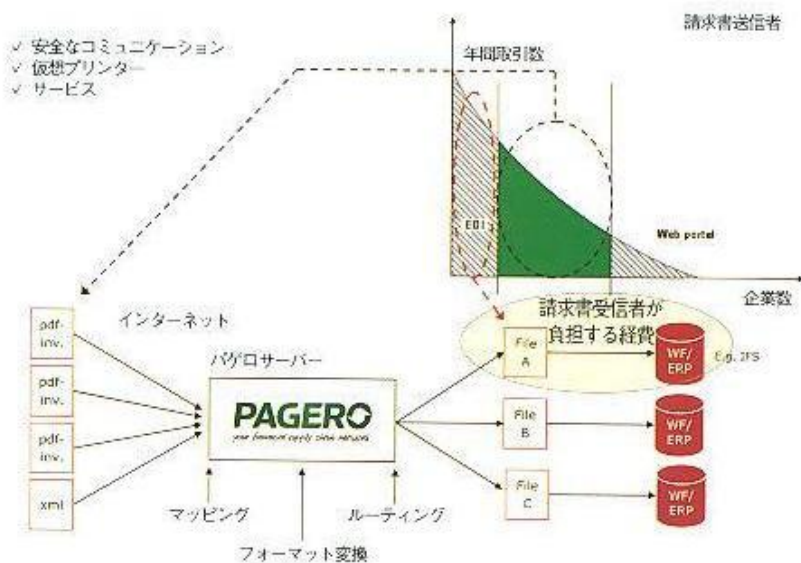 請求書送信者
✓ 安全なコミュニケーション
✓ 仮想プリンター
✓ サービス
年間取引数
EDI
Web portal
企業数
請求書受信者が
負担する経費
インターネット
パゲロサーバー
pdf-
inv.
pdf-
inv.
pdf-
inv.
xml
PAGERO
your financial supply chain network
File
A
WF/
ERP
E.g. IFS
File
B
WF/
ERP
File
C
WF/
ERP
マッピング
ルーティング
フォーマット変換